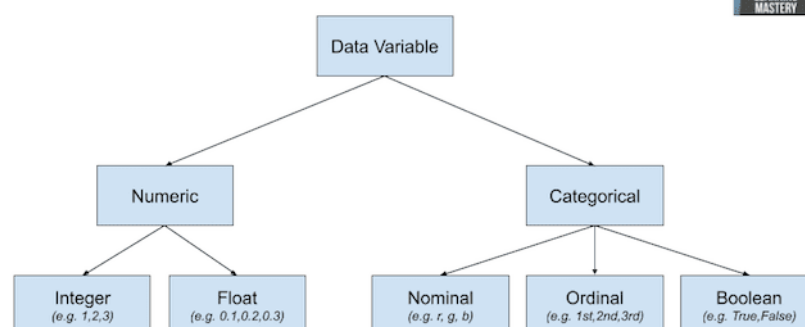 MASTERY
Data Variable
Numeric
Categorical
Integer
(e.g. 1,2,3)
Float
(e.g. 0.1,0.2,0.3)
Nominal
(e.g. r, g, b)
Ordinal
(e.g. 1st,2nd,3rd)
Boolean
(e.g. True,False)